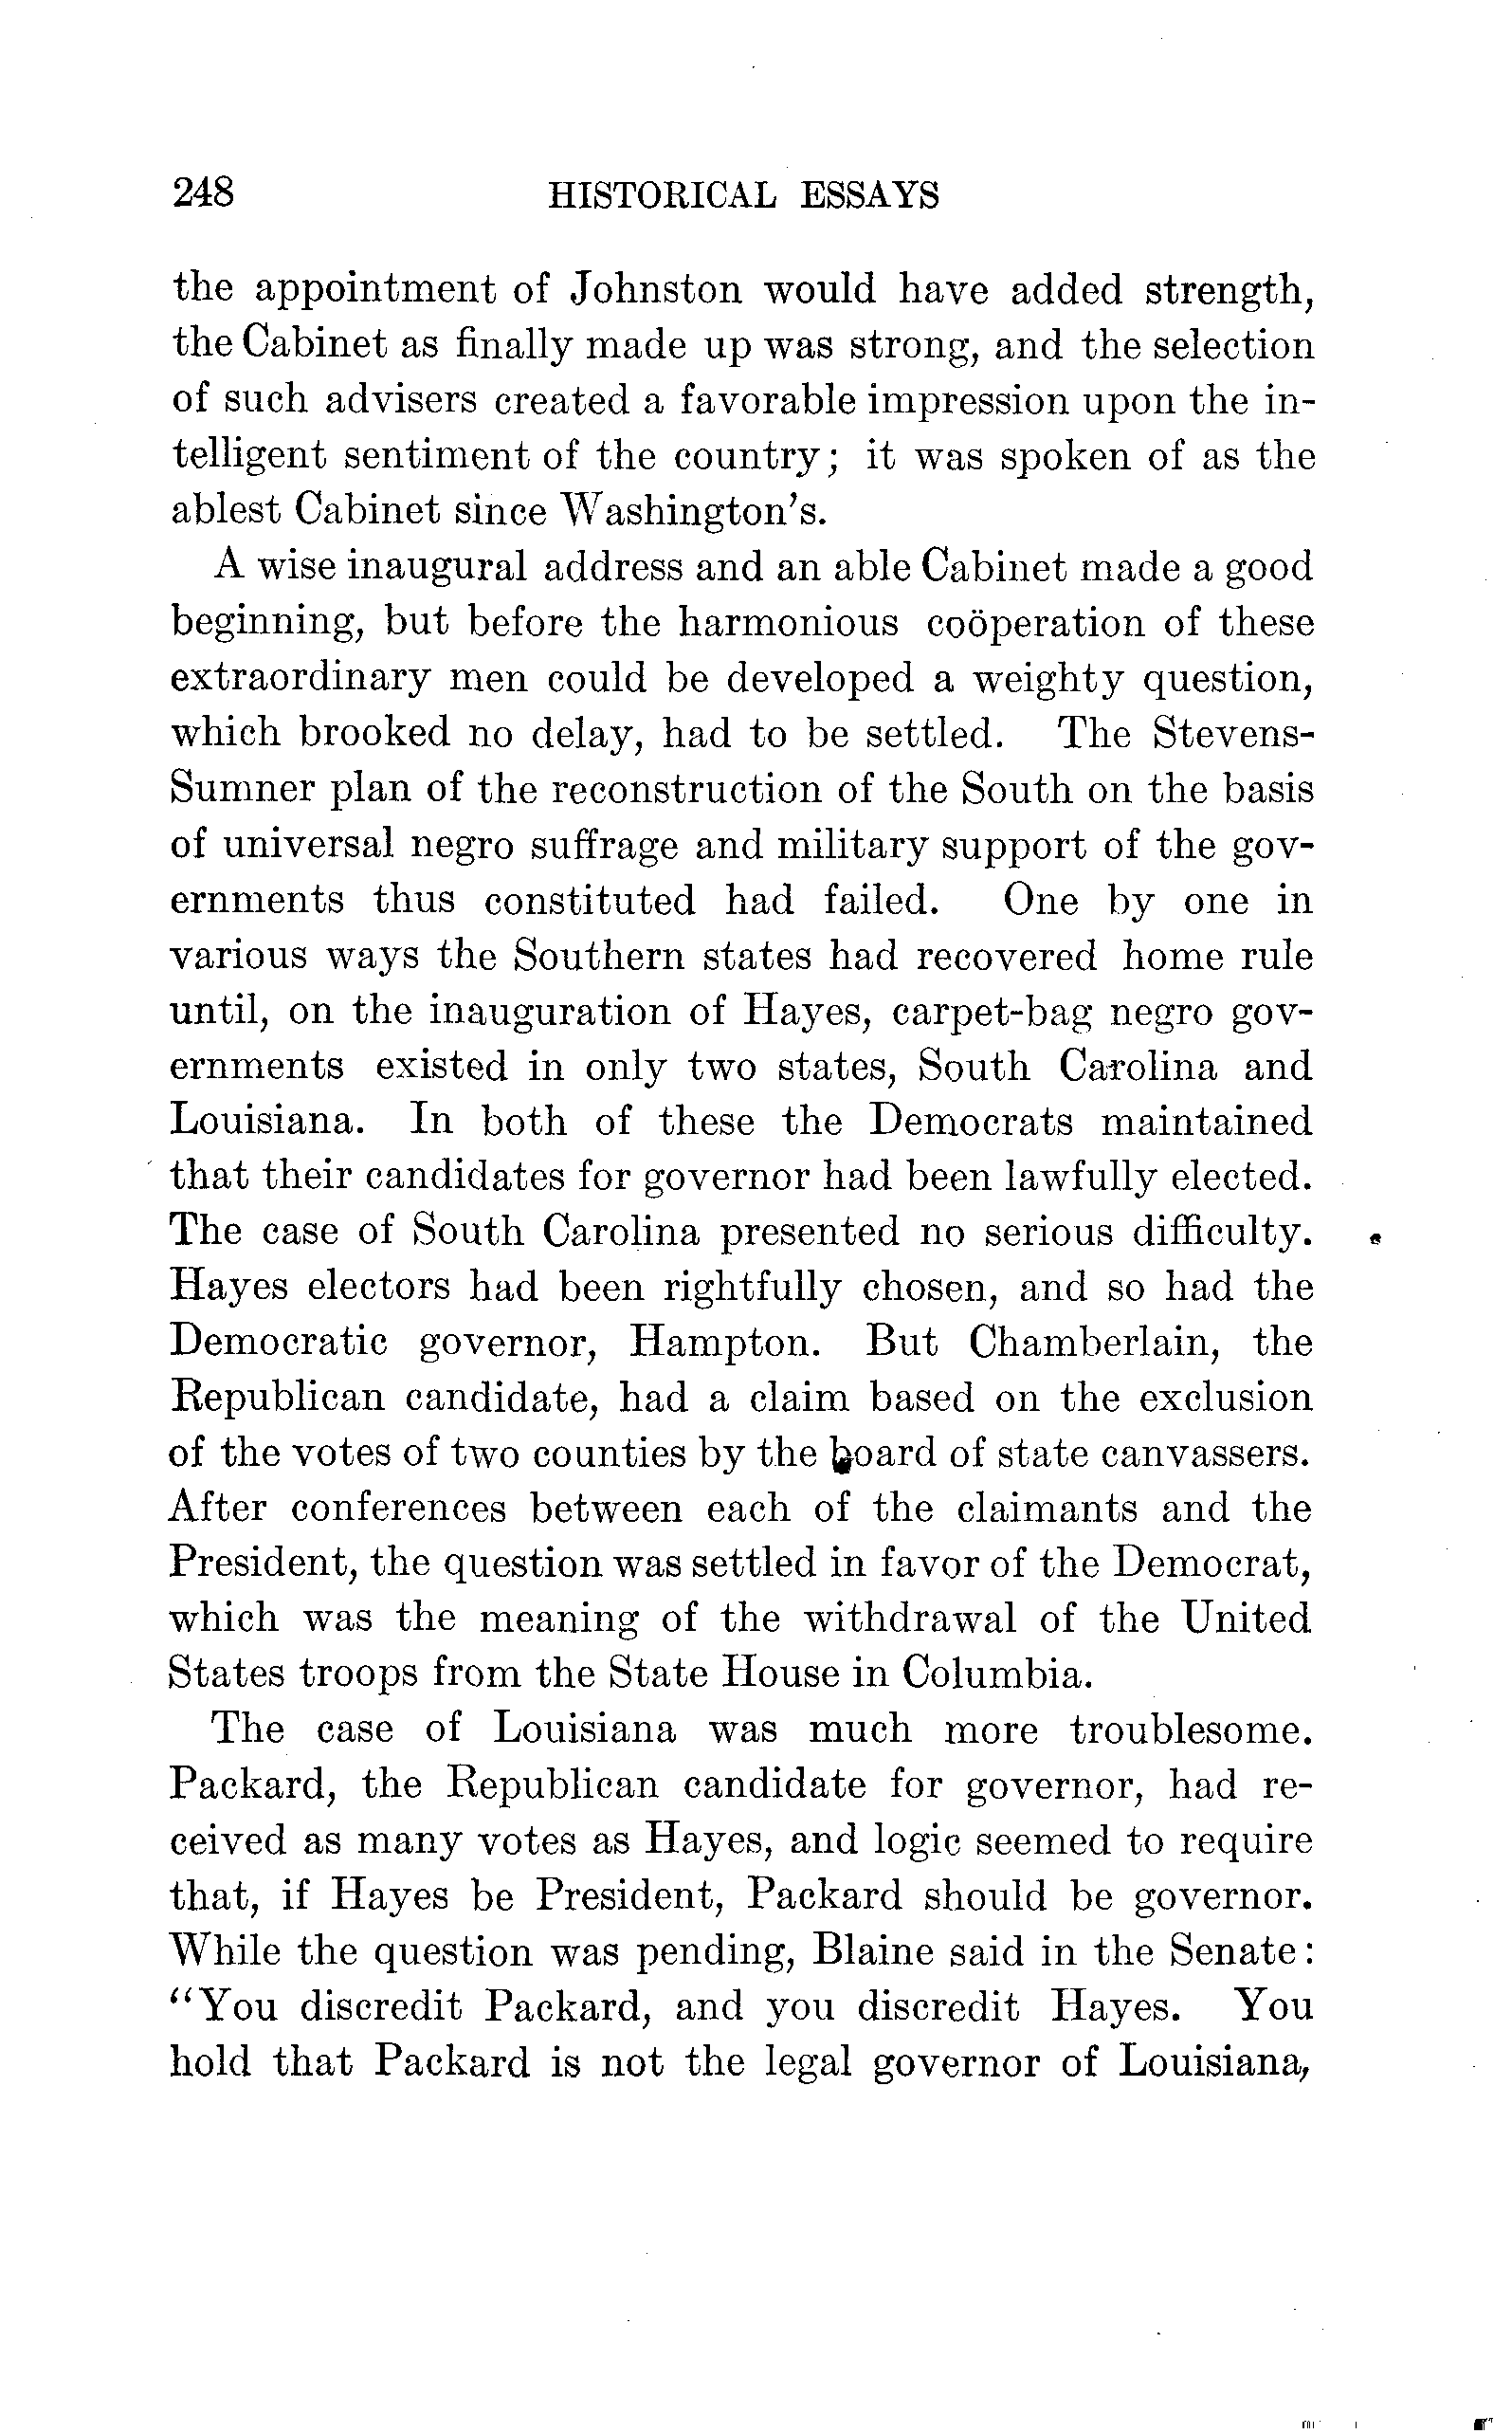 248 HISTORICAL ESSAYS
the appointment of Johnston would have added strength,
the Cabinet as finally made up was strong, and the selection
of such advisers created a favorable impression upon the in-
telligent sentiment of the country; it was spoken of as the
ablest Cabinet since Washington's.
A wise inaugural address and an able Cabinet made a good
beginning, but before the harmonious coöperation of these
extraordinary men could be developed a weighty question,
which brooked no delay, had to be settled. The Stevens-
Sumner plan of the reconstruction of the South on the basis
of universal negro suffrage and military support of the gov-
ernments thus constituted had failed. One by one in
various ways the Southern states had recovered home rule
until, on the inauguration of Hayes, carpet-bag negro gov-
ernments existed in only two states, South Carolina and
Louisiana. In both of these the Democrats maintained
that their candidates for governor had been lawfully elected.
The case of South Carolina presented no serious difficulty.
Hayes electors had been rightfully chosen, and so had the
Democratic governor, Hampton. But Chamberlain, the
Republican candidate, had a claim based on the exclusion
of the votes of two counties by the board of state canvassers.
After conferences between each of the claimants and the
President, the question was settled in favor of the Democrat,
which was the meaning of the withdrawal of the United
States troops from the State House in Columbia.
The case of Louisiana was much more troublesome.
Packard, the Republican candidate for governor, had re-
ceived as many votes as Hayes, and logic seemed to require
that, if Hayes be President, Packard should be governor.
While the question was pending, Blaine said in the Senate:
"You discredit Packard, and you discredit Hayes. You
hold that Packard is not the legal governor of Louisiana,